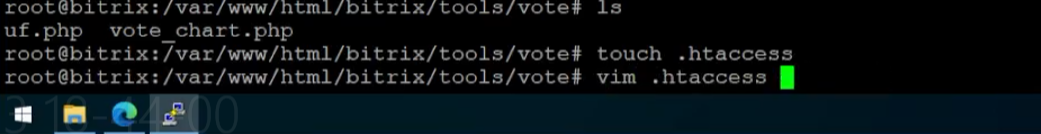 root@bitrix:/var/www/html/bitrix/tools/vote# ls
uf.php  vote_chart.php
root@bitrix:/var/www/html/bitrix/tools/vote# touch .htaccess
root@bitrix:/var/www/html/bitrix/tools/vote# vim .htaccess